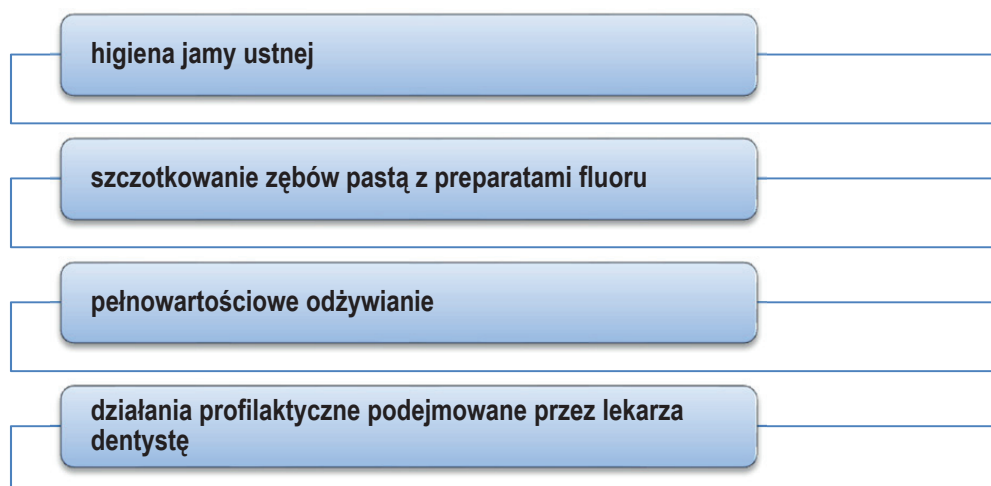 higiena jamy ustnej
szczotkowanie zębów pastą z preparatami fluoru
pełnowartościowe odżywianie
działania profilaktyczne podejmowane przez lekarza
dentystę